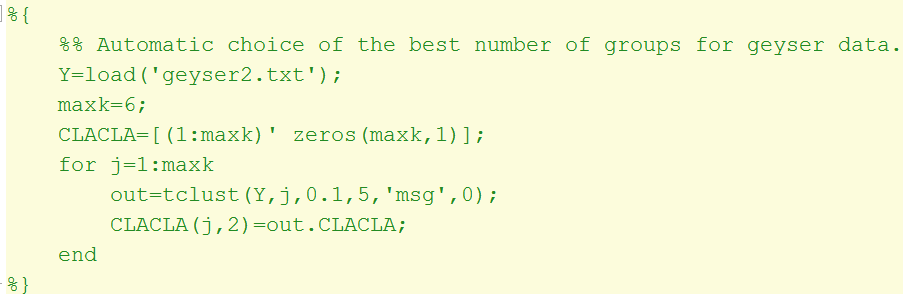 %{
    %% Automatic choice of the best number of groups for geyser data.
    Y=load('geyser2.txt');
    maxk=6;
    CLACLA=[(1:maxk)' zeros(maxk,1)];
    for j=1:maxk
        out=tclust(Y,j,0.1,5,'msg',0);
        CLACLA(j,2)=out.CLACLA;
    end
%}